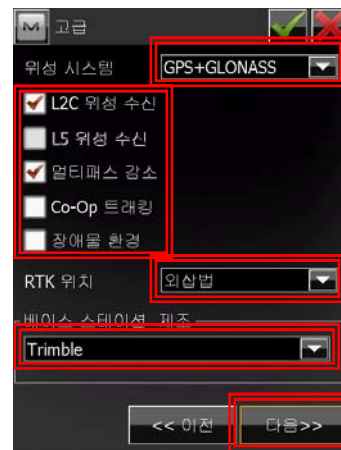 고급
위성 시스템 GPS+GLONASS
L2C 위성 수신
L5 위성 수신
멀티패스 감소
Co-Op 트래킹
장애물 환경
RTK 위치 외삽법
베이스 스테이션 제조
Trimble
<< 이전 다음>>